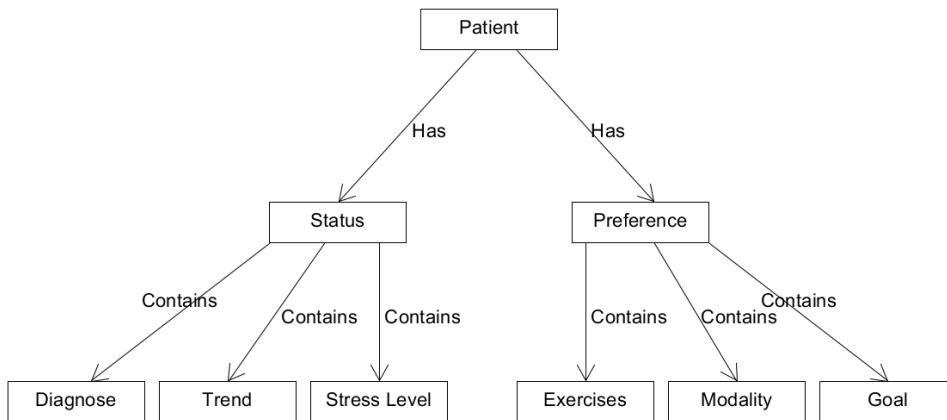 Patient
Has
Has
Status
Preference
Contains
Contains
Contains
Contains
Contains
Contains
Diagnose
Trend
Stress Level
Exercises
Modality
Goal